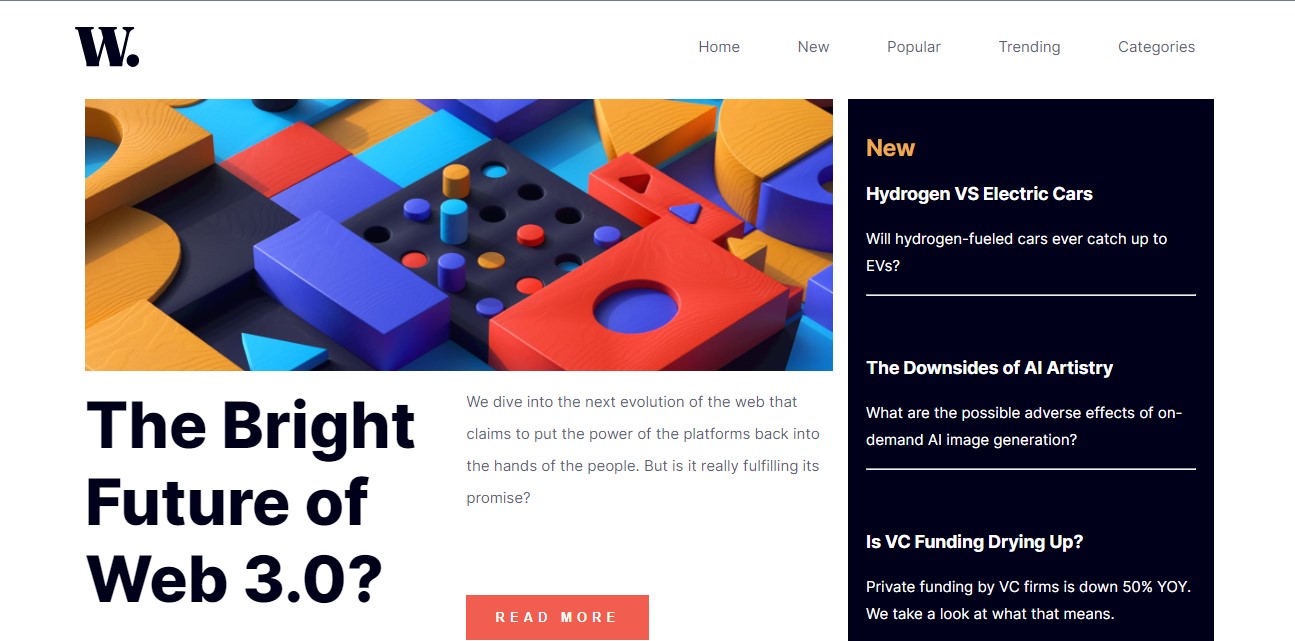 W.
Home New Popular Trending Categories
The Bright
Future of
Web 3.0?
We dive into the next evolution of the web that
claims to put the power of the platforms back into
the hands of the people. But is it really fulfilling its
promise?
READ MORE
New
Hydrogen VS Electric Cars
Will hydrogen-fueled cars ever catch up to
EVs?
The Downsides of AI Artistry
What are the possible adverse effects of on-
demand AI image generation?
Is VC Funding Drying Up?
Private funding by VC firms is down 50% YOY.
We take a look at what that means.